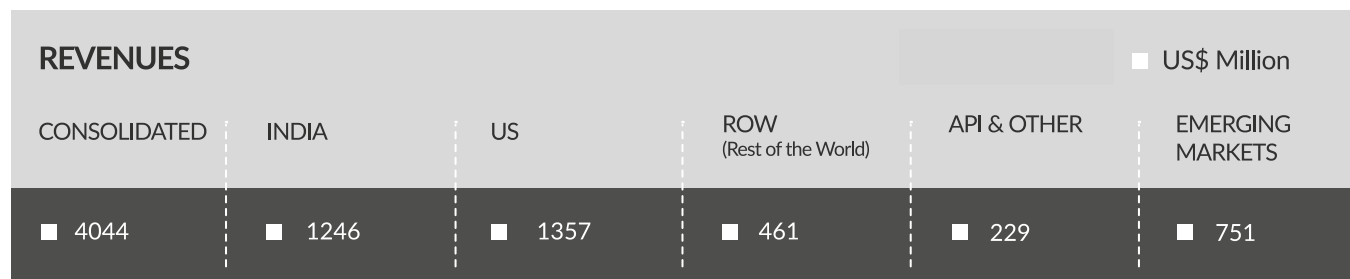 REVENUES
US$ Million
CONSOLIDATED
INDIA
US
ROW
(Rest of the World)
API & OTHER
EMERGING
MARKETS
4044
1246
1357
461
229
751